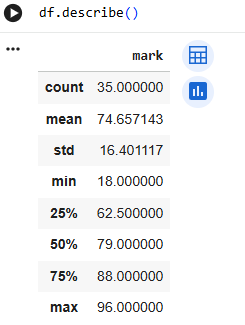 df.describe()
mark
count 35.000000
mean 74.657143
std 16.401117
min 18.000000
25% 62.500000
50% 79.000000
75% 88.000000
max 96.000000